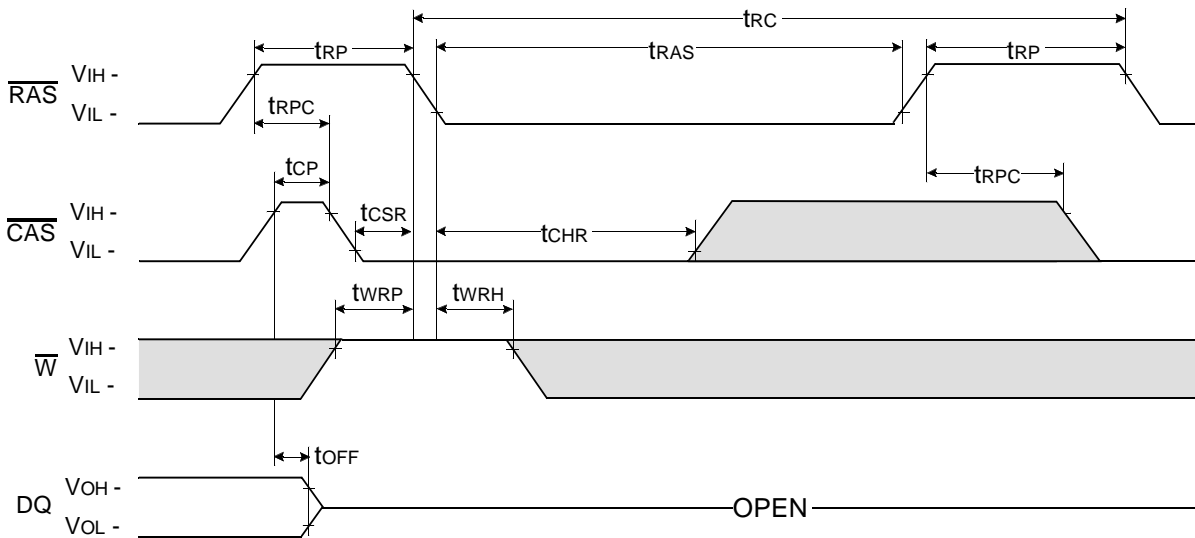 tRC
tRP
tRAS
tRP
RAS
VIH -
VIL -
tRPC
tCP
tRPC
CAS
VIH -
VIL -
tCSR
tCHR
tWRP
tWRH
W
VIH -
VIL -
tOFF
DQ
VOH -
VOL -
OPEN